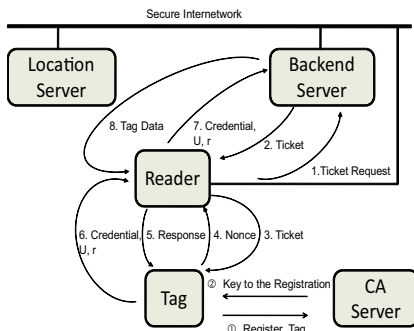 Secure Internetwork
Location
Server
Backend
Server
8. Tag Data
7. Credential,
U, r
2. Ticket
1.Ticket Request
Reader
6. Credential,
U, r
5. Response
4. Nonce
3. Ticket
② Key to the Registration
Tag
CA
Server
① Register Tag